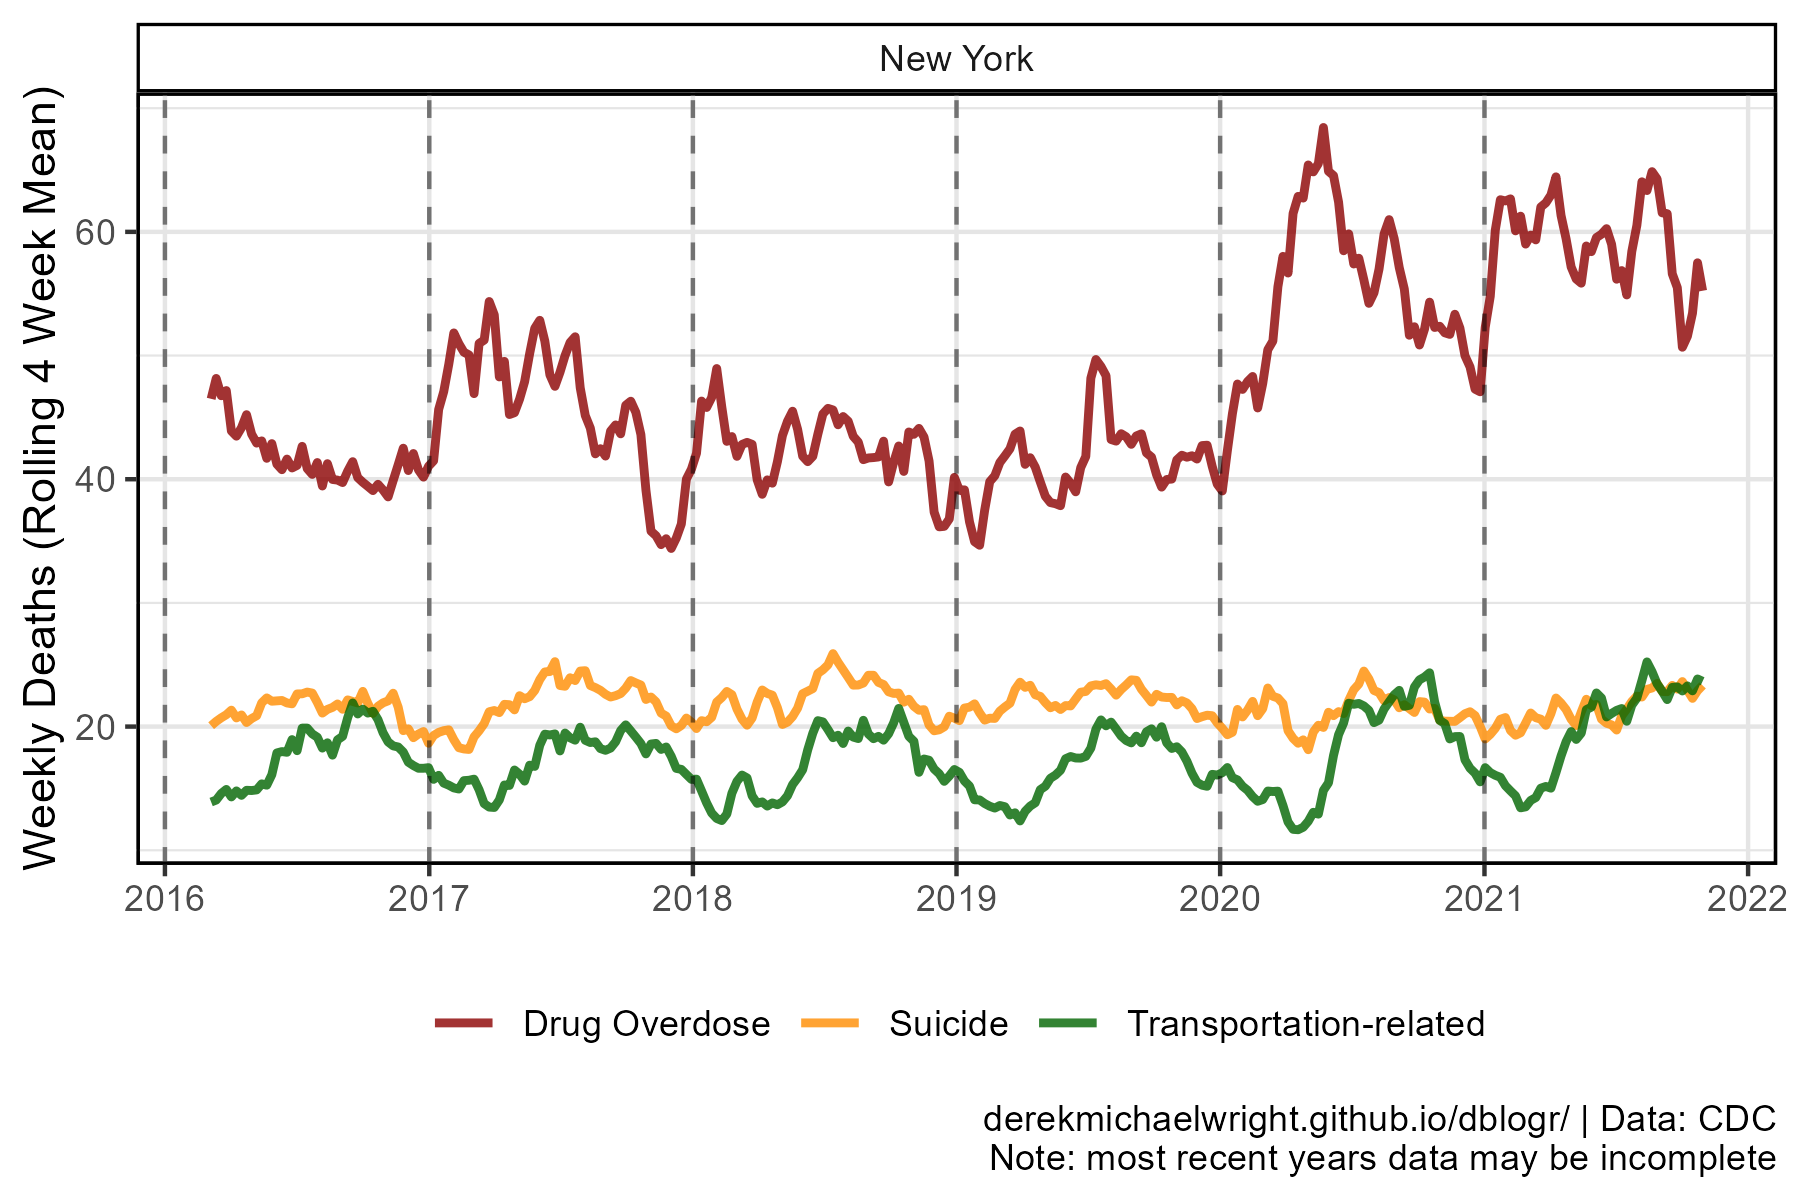 New York
Weekly Deaths (Rolling 4 Week Mean)
60
40
20
2016 2017 2018 2019 2020 2021 2022
Drug Overdose Suicide Transportation-related
derekmichaelwright.github.io/dblogr/ | Data: CDC
Note: most recent years data may be incomplete